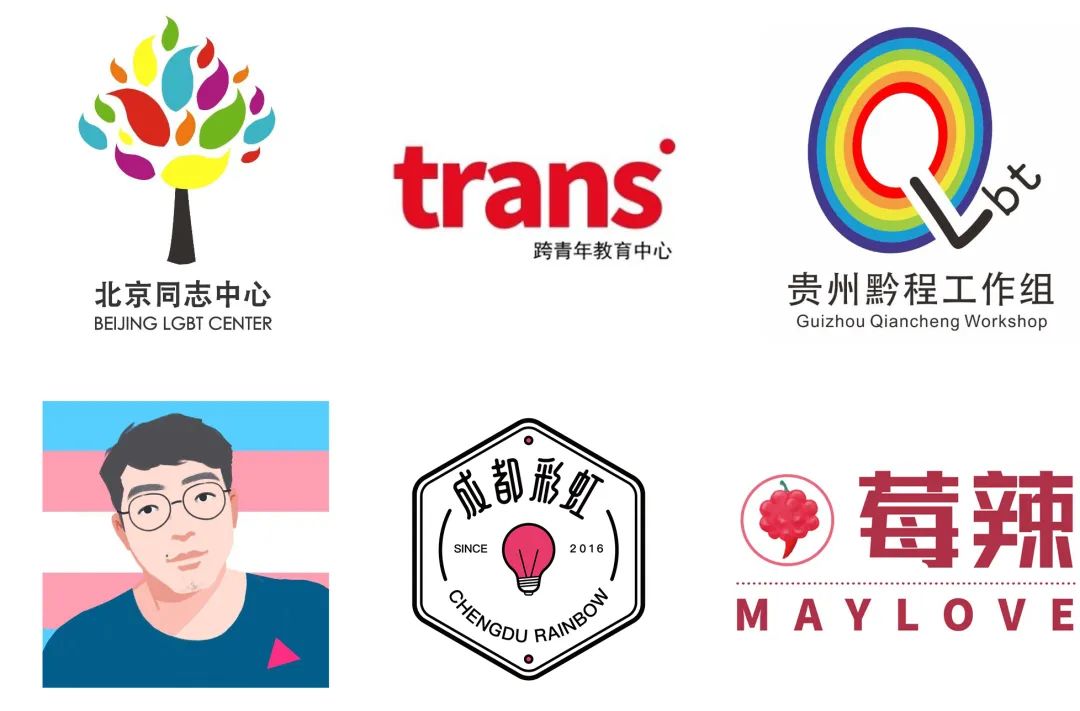 北京同志中心
BEIJING LGBT CENTER
trans
跨青年教育中心
QLbt
贵州黔程工作组
Guizhou Qiancheng Workshop
成都彩虹
SINCE 2016
CHENGDU RAINBOW
莓辣
MAYLOVE